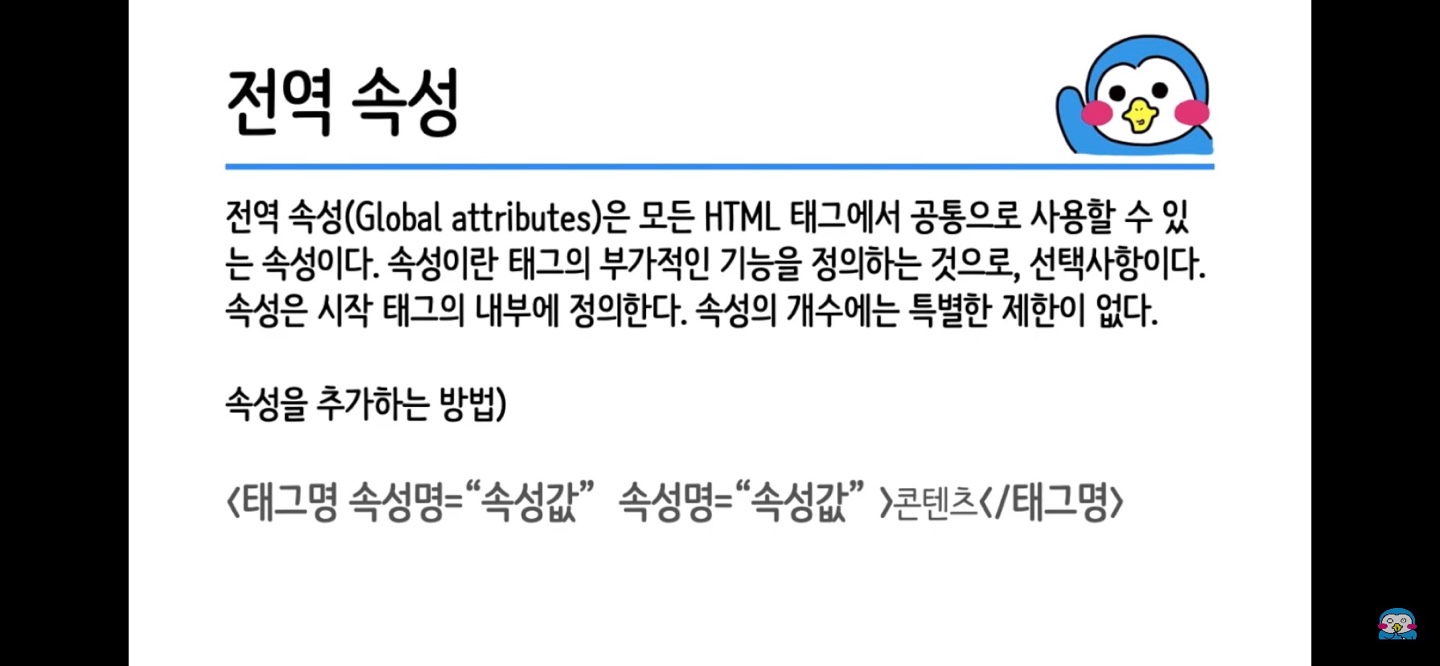 전역 속성
전역 속성(Global attributes)은 모든 HTML 태그에서 공통으로 사용할 수 있
는 속성이다. 속성이란 태그의 부가적인 기능을 정의하는 것으로, 선택사항이다.
속성은 시작 태그의 내부에 정의한다. 속성의 개수에는 특별한 제한이 없다.
속성을 추가하는 방법)
<태그명 속성명=“속성값” 속성명=“속성값” >콘텐츠</태그명>